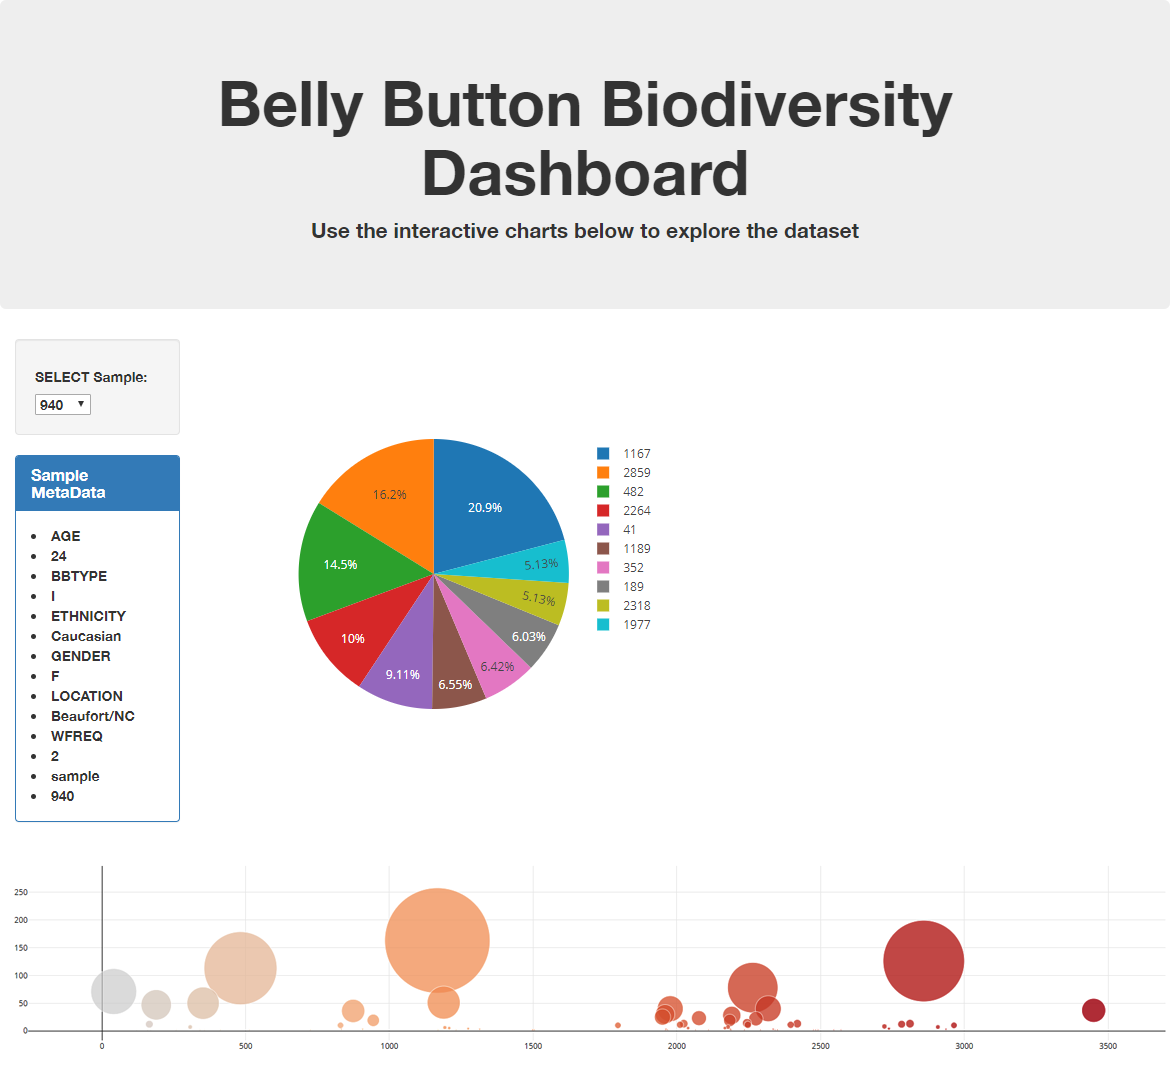 Belly Button Biodiversity
Dashboard
Use the interactive charts below to explore the dataset
SELECT Sample:
940
Sample
MetaData
AGE
24
BBTYPE
I
ETHNICITY
Caucasian
GENDER
F
LOCATION
Beaufort/NC
WFREQ
2
sample
940
16.2%
20.9%
14.5%
5.13%
5.13%
10%
6.03%
9.11%
6.42%
6.55%
1167
2859
482
2264
41
1189
352
189
2318
1977
250
200
150
100
50
0
0
500
1000
1500
2000
2500
3000
3500